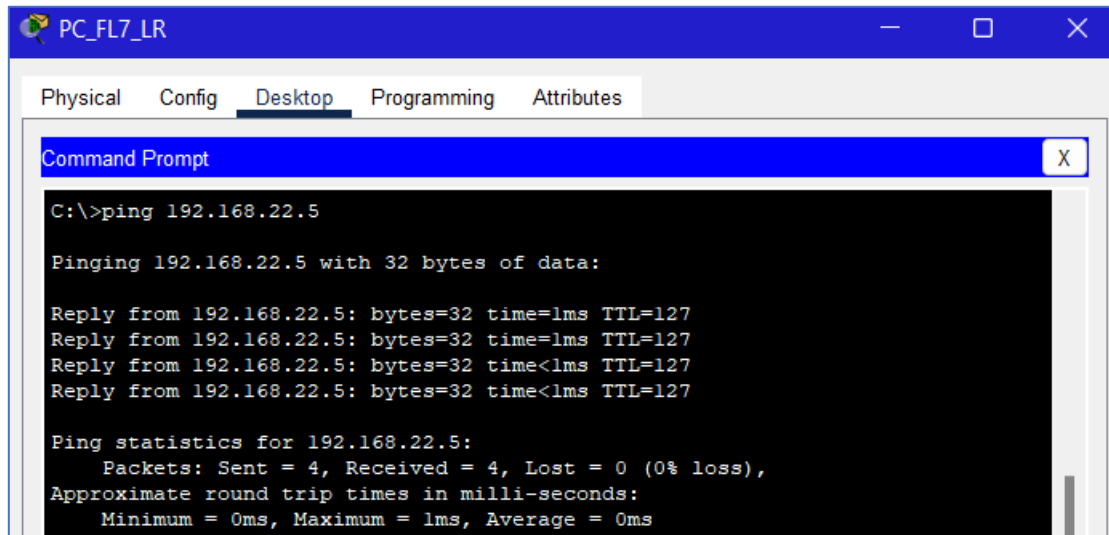 PC_FL7_LR
Physical Config Desktop Programming Attributes
Command Prompt X
C:\>ping 192.168.22.5
Pinging 192.168.22.5 with 32 bytes of data:
Reply from 192.168.22.5: bytes=32 time=1ms TTL=127
Reply from 192.168.22.5: bytes=32 time=1ms TTL=127
Reply from 192.168.22.5: bytes=32 time<1ms TTL=127
Reply from 192.168.22.5: bytes=32 time<1ms TTL=127
Ping statistics for 192.168.22.5:
Packets: Sent = 4, Received = 4, Lost = 0 (0% loss),
Approximate round trip times in milli-seconds:
Minimum = 0ms, Maximum = 1ms, Average = 0ms